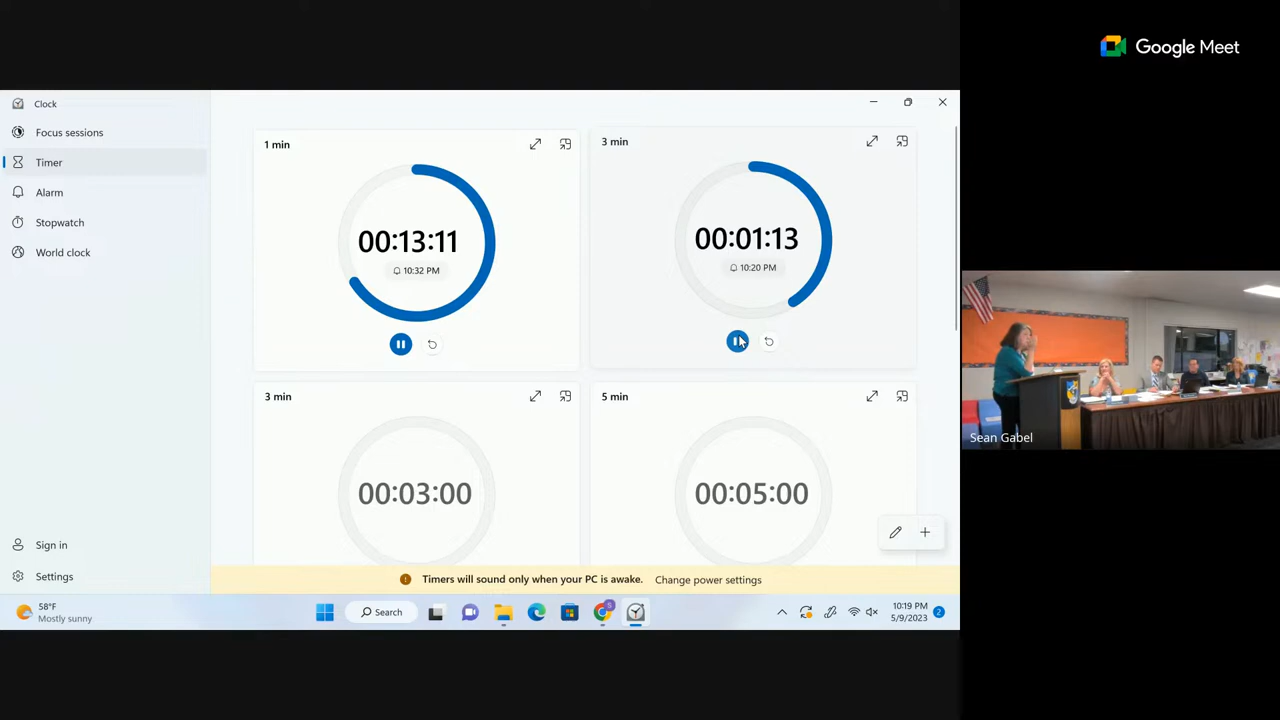 Google Meet
Clock
Focus sessions
Timer
Alarm
Stopwatch
World clock
Sign in
Settings
1 min
00:13:11
10:32 PM
3 min
00:01:13
10:20 PM
3 min
00:03:00
5 min
00:05:00
Timers will sound only when your PC is awake. Change power settings
58°F
Mostly sunny
Search
5
10:19 PM
5/9/2023
2
Sean Gabel